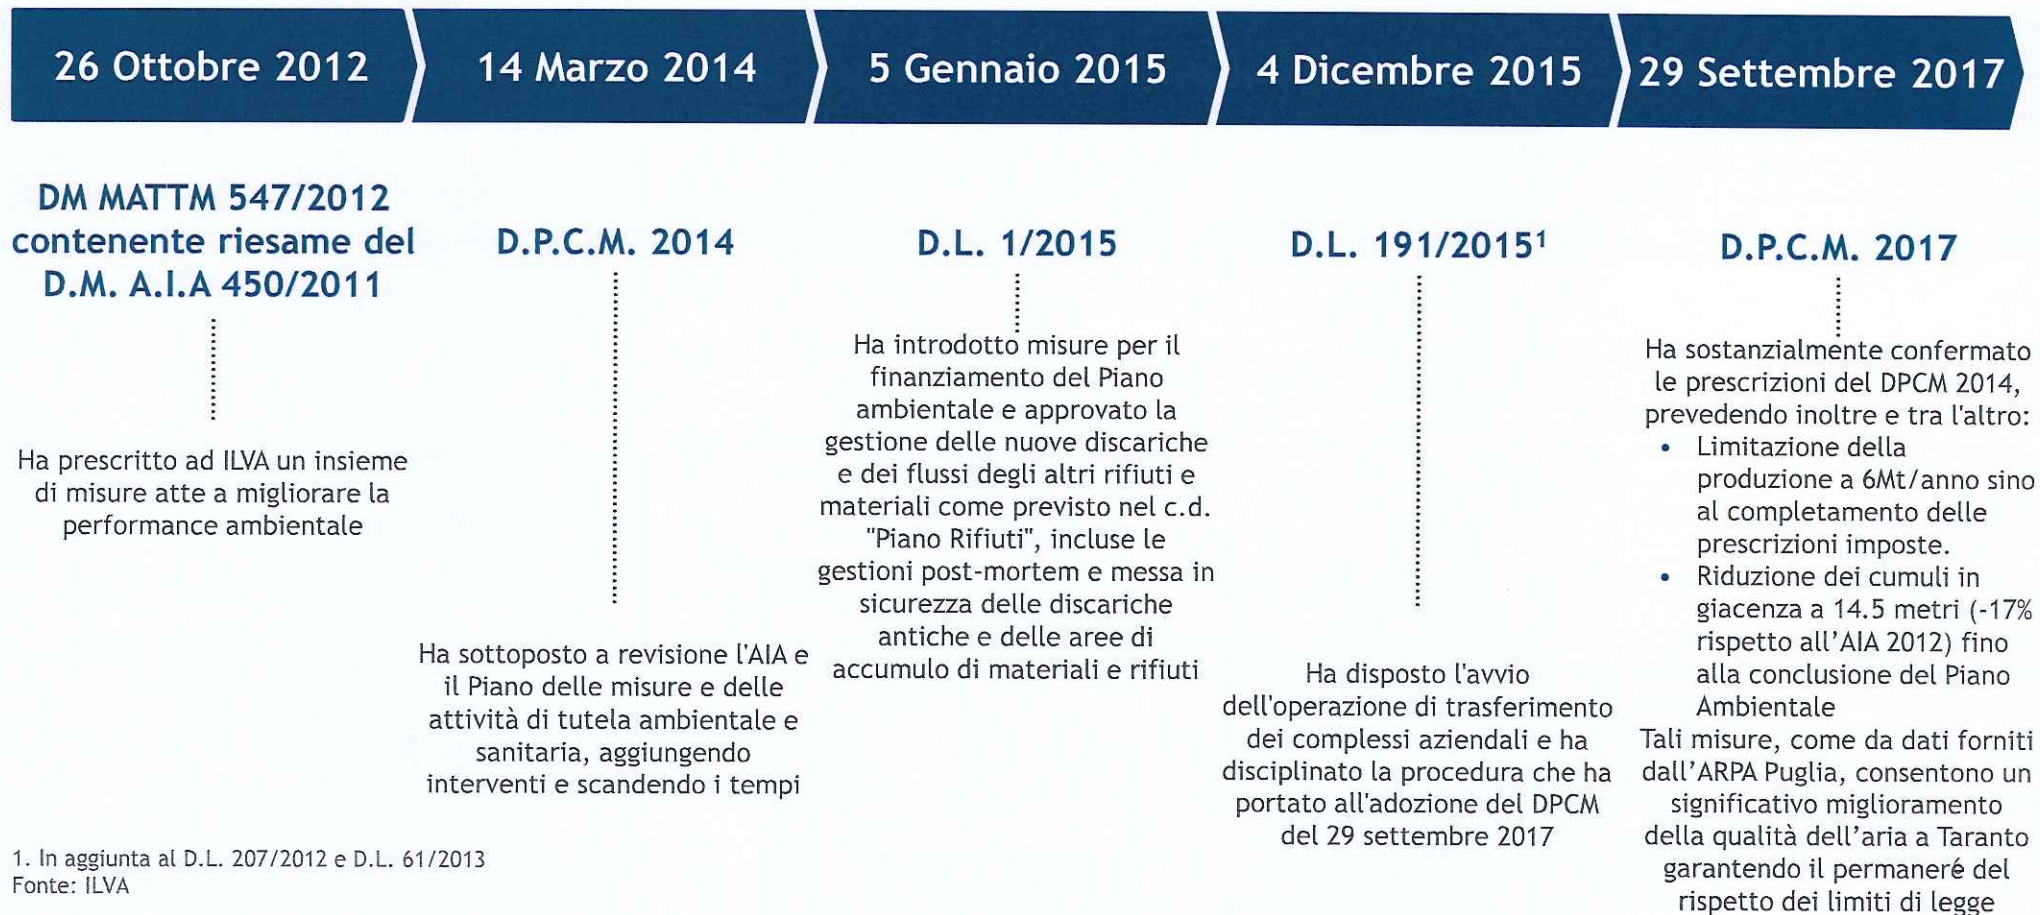 26 Ottobre 2012
14 Marzo 2014
5 Gennaio 2015
4 Dicembre 2015
29 Settembre 2017
DM MATTM 547/2012
contenente riesame del
D.M. A.I.A 450/2011
Ha prescritto ad ILVA un insieme
di misure atte a migliorare la
performance ambientale
D.P.C.M. 2014
Ha sottoposto a revisione l'AIA e
il Piano delle misure e delle
attività di tutela ambientale e
sanitaria, aggiungendo
interventi e scandendo i tempi
D.L. 1/2015
Ha introdotto misure per il
finanziamento del Piano
ambientale e approvato la
gestione delle nuove discariche
e dei flussi degli altri rifiuti e
materiali come previsto nel c.d.
"Piano Rifiuti", incluse le
gestioni post-mortem e messa in
sicurezza delle discariche
antiche e delle aree di
accumulo di materiali e rifiuti
D.L. 191/2015¹
Ha disposto l'avvio
dell'operazione di trasferimento
dei complessi aziendali e ha
disciplinato la procedura che ha
portato all'adozione del DPCM
del 29 settembre 2017
D.P.C.M. 2017
Ha sostanzialmente confermato
le prescrizioni del DPCM 2014,
prevedendo inoltre e tra l'altro:
• Limitazione della
produzione a 6Mt/anno sino
al completamento delle
prescrizioni imposte.
• Riduzione dei cumuli in
giacenza a 14.5 metri (-17%
rispetto all'AIA 2012) fino
alla conclusione del Piano
Ambientale
Tali misure, come da dati forniti
dall'ARPA Puglia, consentono un
significativo miglioramento
della qualità dell'aria a Taranto
garantendo il permanere del
rispetto dei limiti di legge
1. In aggiunta al D.L. 207/2012 e D.L. 61/2013
Fonte: ILVA